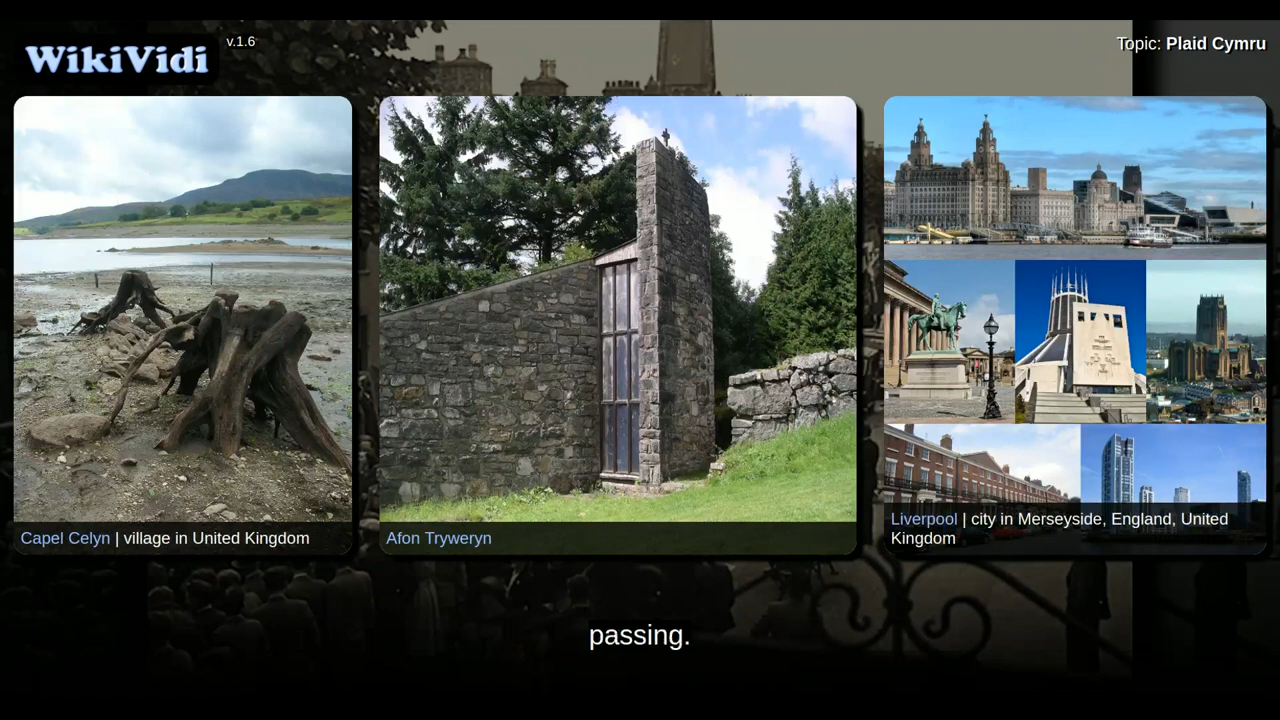 WikiVidi
v.1.6
Topic: Plaid Cymru
Capel Celyn | village in United Kingdom
Afon Tryweryn
Liverpool | city in Merseyside, England, United
Kingdom
passing.